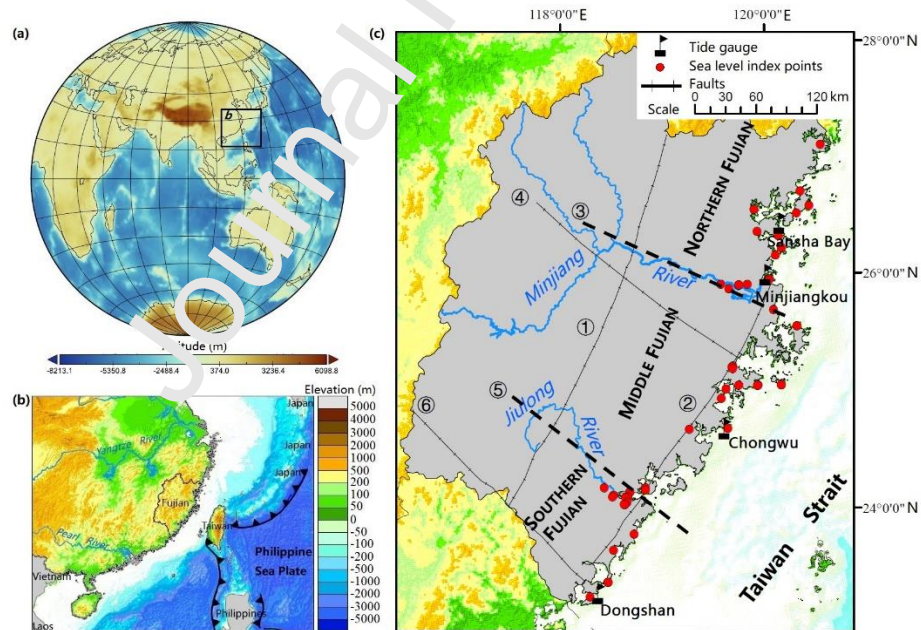 (a)
b
Altitude (m)
-8213.1 -5350.8 -2488.4 374.0 3236.4 6098.8
(b)
Elevation (m)
5000
4000
3000
2000
1000
500
200
100
50
0
-50
-100
-200
-500
-1000
-2000
-3000
-5000
Japan
Japan
Japan
Yangtze River
Fujian
Taiwan
Pearl River
Philippine
Sea Plate
Vietnam
Laos
Philippines
(c)
118°0'0"E 120°0'0"E
28°0'0"N
26°0'0"N
24°0'0"N
Tide gauge
Sea level index points
Faults
Scale 0 30 60 120 km
NORTHERN FUJIAN
④
③
Sansha Bay
Minjiang
River
Minjiangkou
①
MIDDLE FUJIAN
⑤
⑥
②
Jiulong
River
Chongwu
SOUTHERN
FUJIAN
Taiwan Strait
Dongshan
Journal